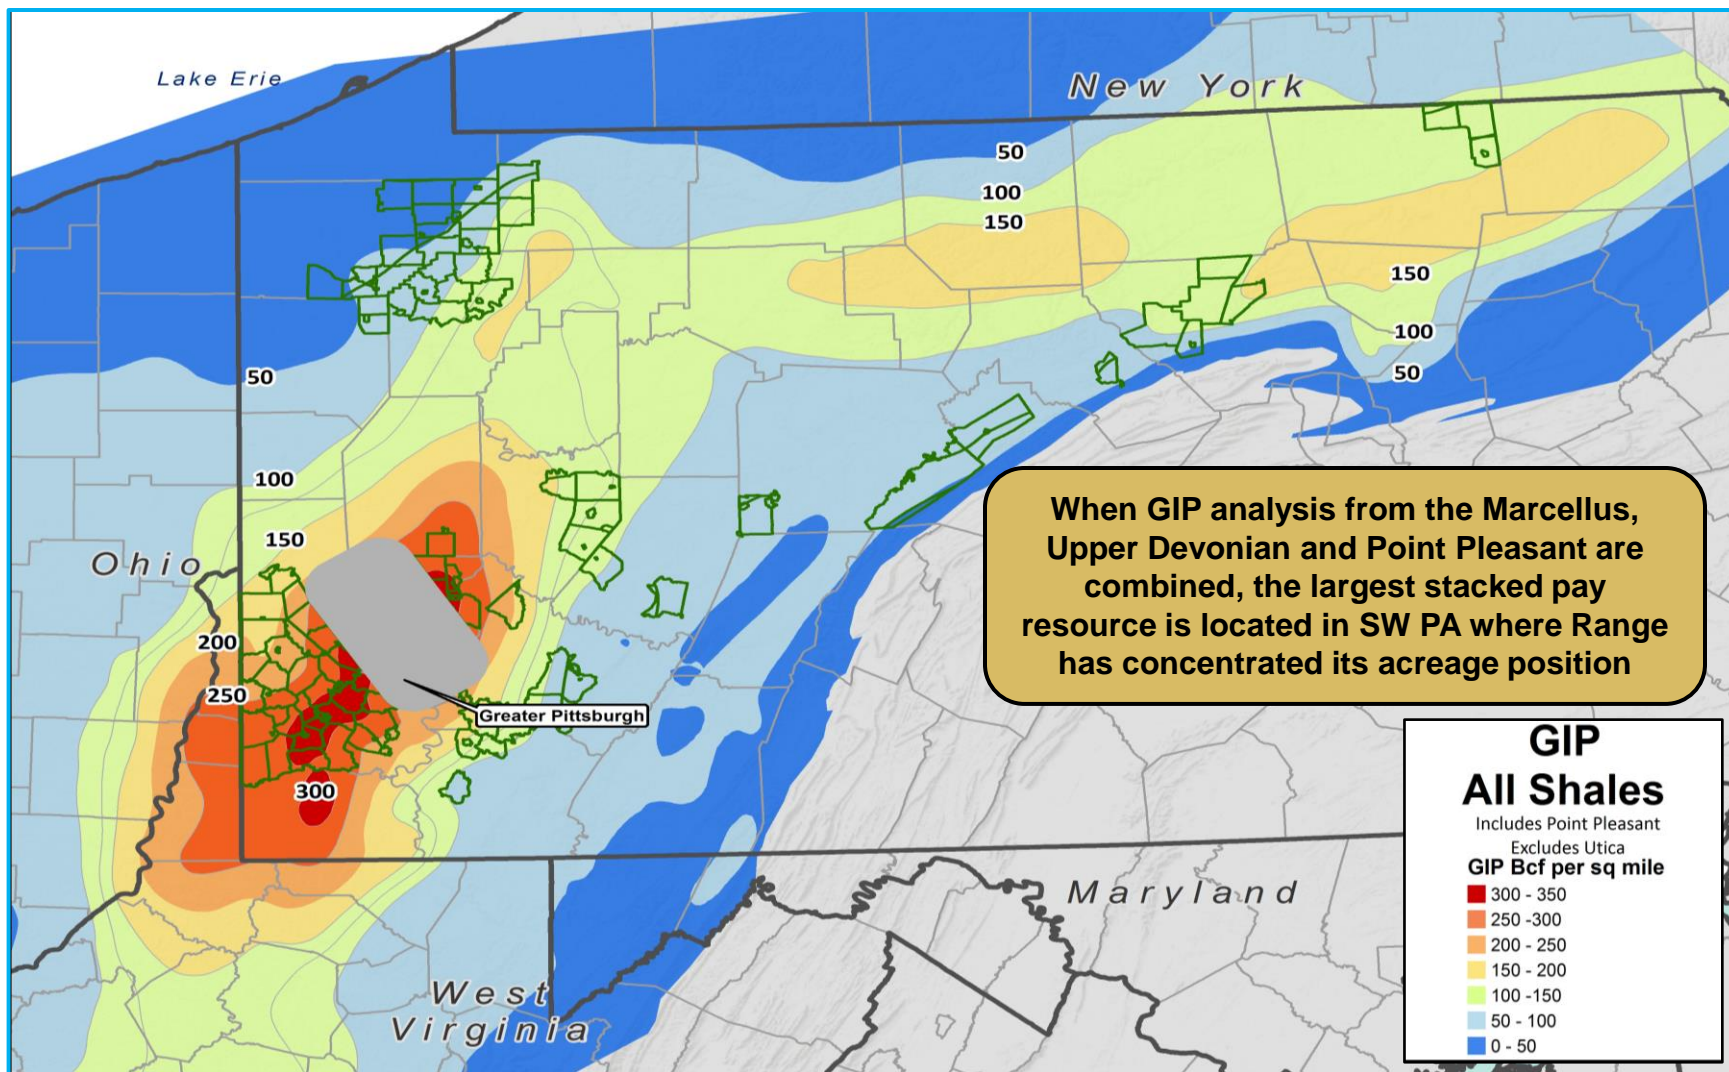 Lake Erie
New York
50
100
150
150
100
50
50
100
150
Ohio
200
250
300
Greater Pittsburgh
When GIP analysis from the Marcellus,
Upper Devonian and Point Pleasant are
combined, the largest stacked pay
resource is located in SW PA where Range
has concentrated its acreage position
Maryland
West
Virginia
GIP
All Shales
Includes Point Pleasant
Excludes Utica
GIP Bcf per sq mile
300 - 350
250 -300
200 - 250
150 - 200
100 -150
50 - 100
0 - 50